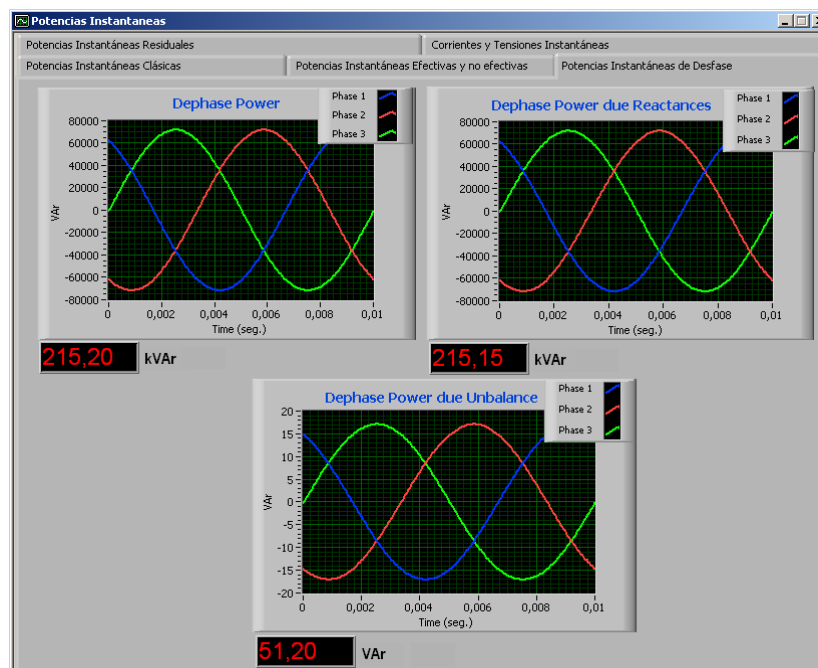 Potencias Instantaneas
Potencias Instantáneas Residuales
Corrientes y Tensiones Instantáneas
Potencias Instantáneas Clásicas
Potencias Instantáneas Efectivas y no efectivas
Potencias Instantáneas de Desfase
Dephase Power
Phase 1
Phase 2
Phase 3
80000
60000
40000
20000
0
-20000
-40000
-60000
-80000
VAr
0
0,002
0,004
0,006
0,008
0,01
Time (seg.)
215,20 kVAr
Dephase Power due Reactances
Phase 1
Phase 2
Phase 3
80000
60000
40000
20000
0
-20000
-40000
-60000
-80000
VAr
0
0,002
0,004
0,006
0,008
0,01
Time (seg.)
215,15 kVAr
Dephase Power due Unbalance
Phase 1
Phase 2
Phase 3
20
15
10
5
0
-5
-10
-15
-20
VAr
0
0,002
0,004
0,006
0,008
0,01
Time (seg.)
51,20 VAr